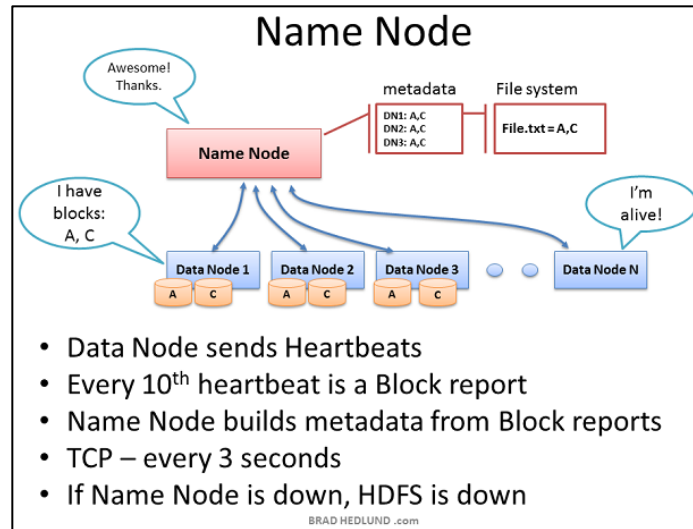 Name Node
Awesome!
Thanks.
metadata
File system
DN1: A,C
DN2: A,C
DN3: A,C
File.txt = A,C
Name Node
I have
blocks:
A, C
I'm
alive!
Data Node 1
Data Node 2
Data Node 3
Data Node N
A
C
A
C
A
C
• Data Node sends Heartbeats
• Every 10th heartbeat is a Block report
• Name Node builds metadata from Block reports
• TCP – every 3 seconds
• If Name Node is down, HDFS is down
BRAD HEDLUND .com